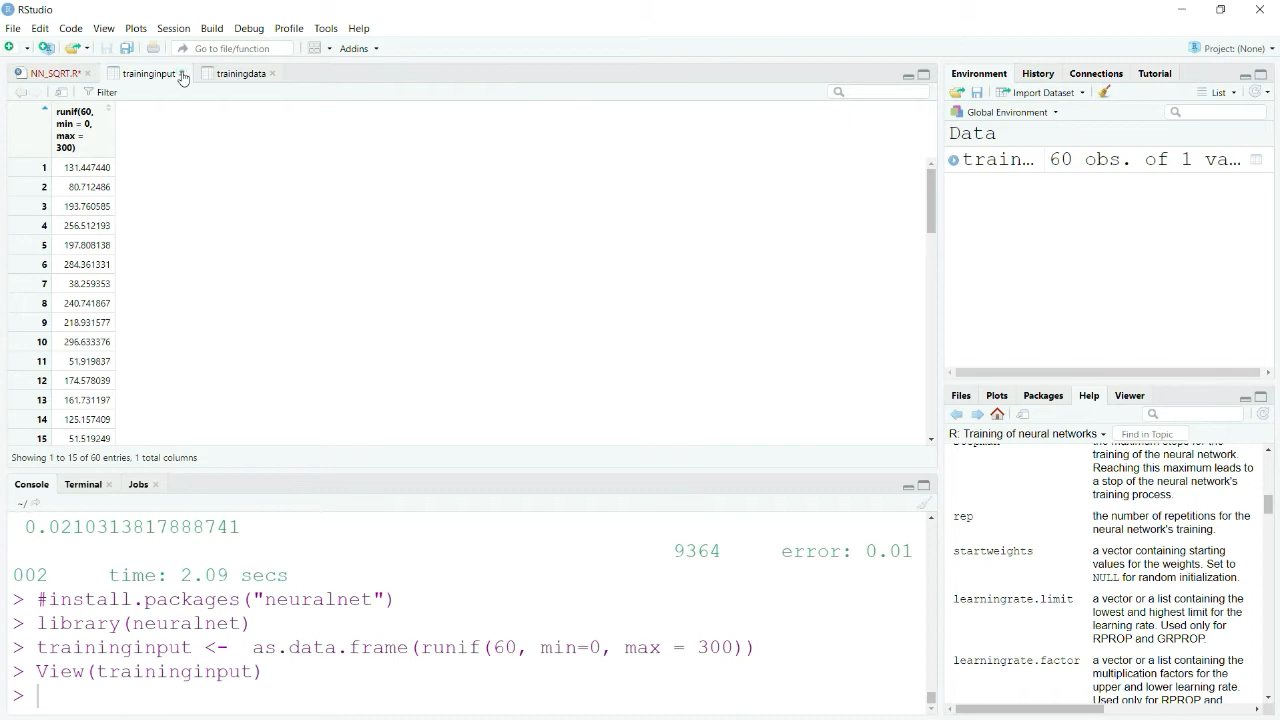 RStudio
File Edit Code View Plots Session Build Debug Profile Tools Help
Go to file/function Addins Project: (None)
NN_SQRT.R* traininginput trainingdata
Filter
runif(60,
min = 0,
max =
300)
1 131.447440
2 80.712486
3 193.760585
4 256.512193
5 197.808138
6 284.361331
7 38.259353
8 240.741867
9 218.931577
10 296.633376
11 51.919837
12 174.578039
13 161.731197
14 125.157409
15 51.519249
Showing 1 to 15 of 60 entries, 1 total columns
Console Terminal Jobs
~/
0.0210313817888741
9364 error: 0.01
002 time: 2.09 secs
> #install.packages("neuralnet")
> library(neuralnet)
> traininginput <- as.data.frame(runif(60, min=0, max = 300))
> View(traininginput)
>
Environment History Connections Tutorial
Import Dataset List
Global Environment
Data
train... 60 obs. of 1 va...
Files Plots Packages Help Viewer
R: Training of neural networks Find in Topic
training of the neural network.
Reaching this maximum leads to
a stop of the neural network's
training process.
rep the number of repetitions for the
neural network's training.
startweights a vector containing starting
values for the weights. Set to
NULL for random initialization.
learningrate.limit a vector or a list containing the
lowest and highest limit for the
learning rate. Used only for
RPROP and GRPROP.
learningrate.factor a vector or a list containing the
multiplication factors for the
upper and lower learning rate.
Used only for RPROP and